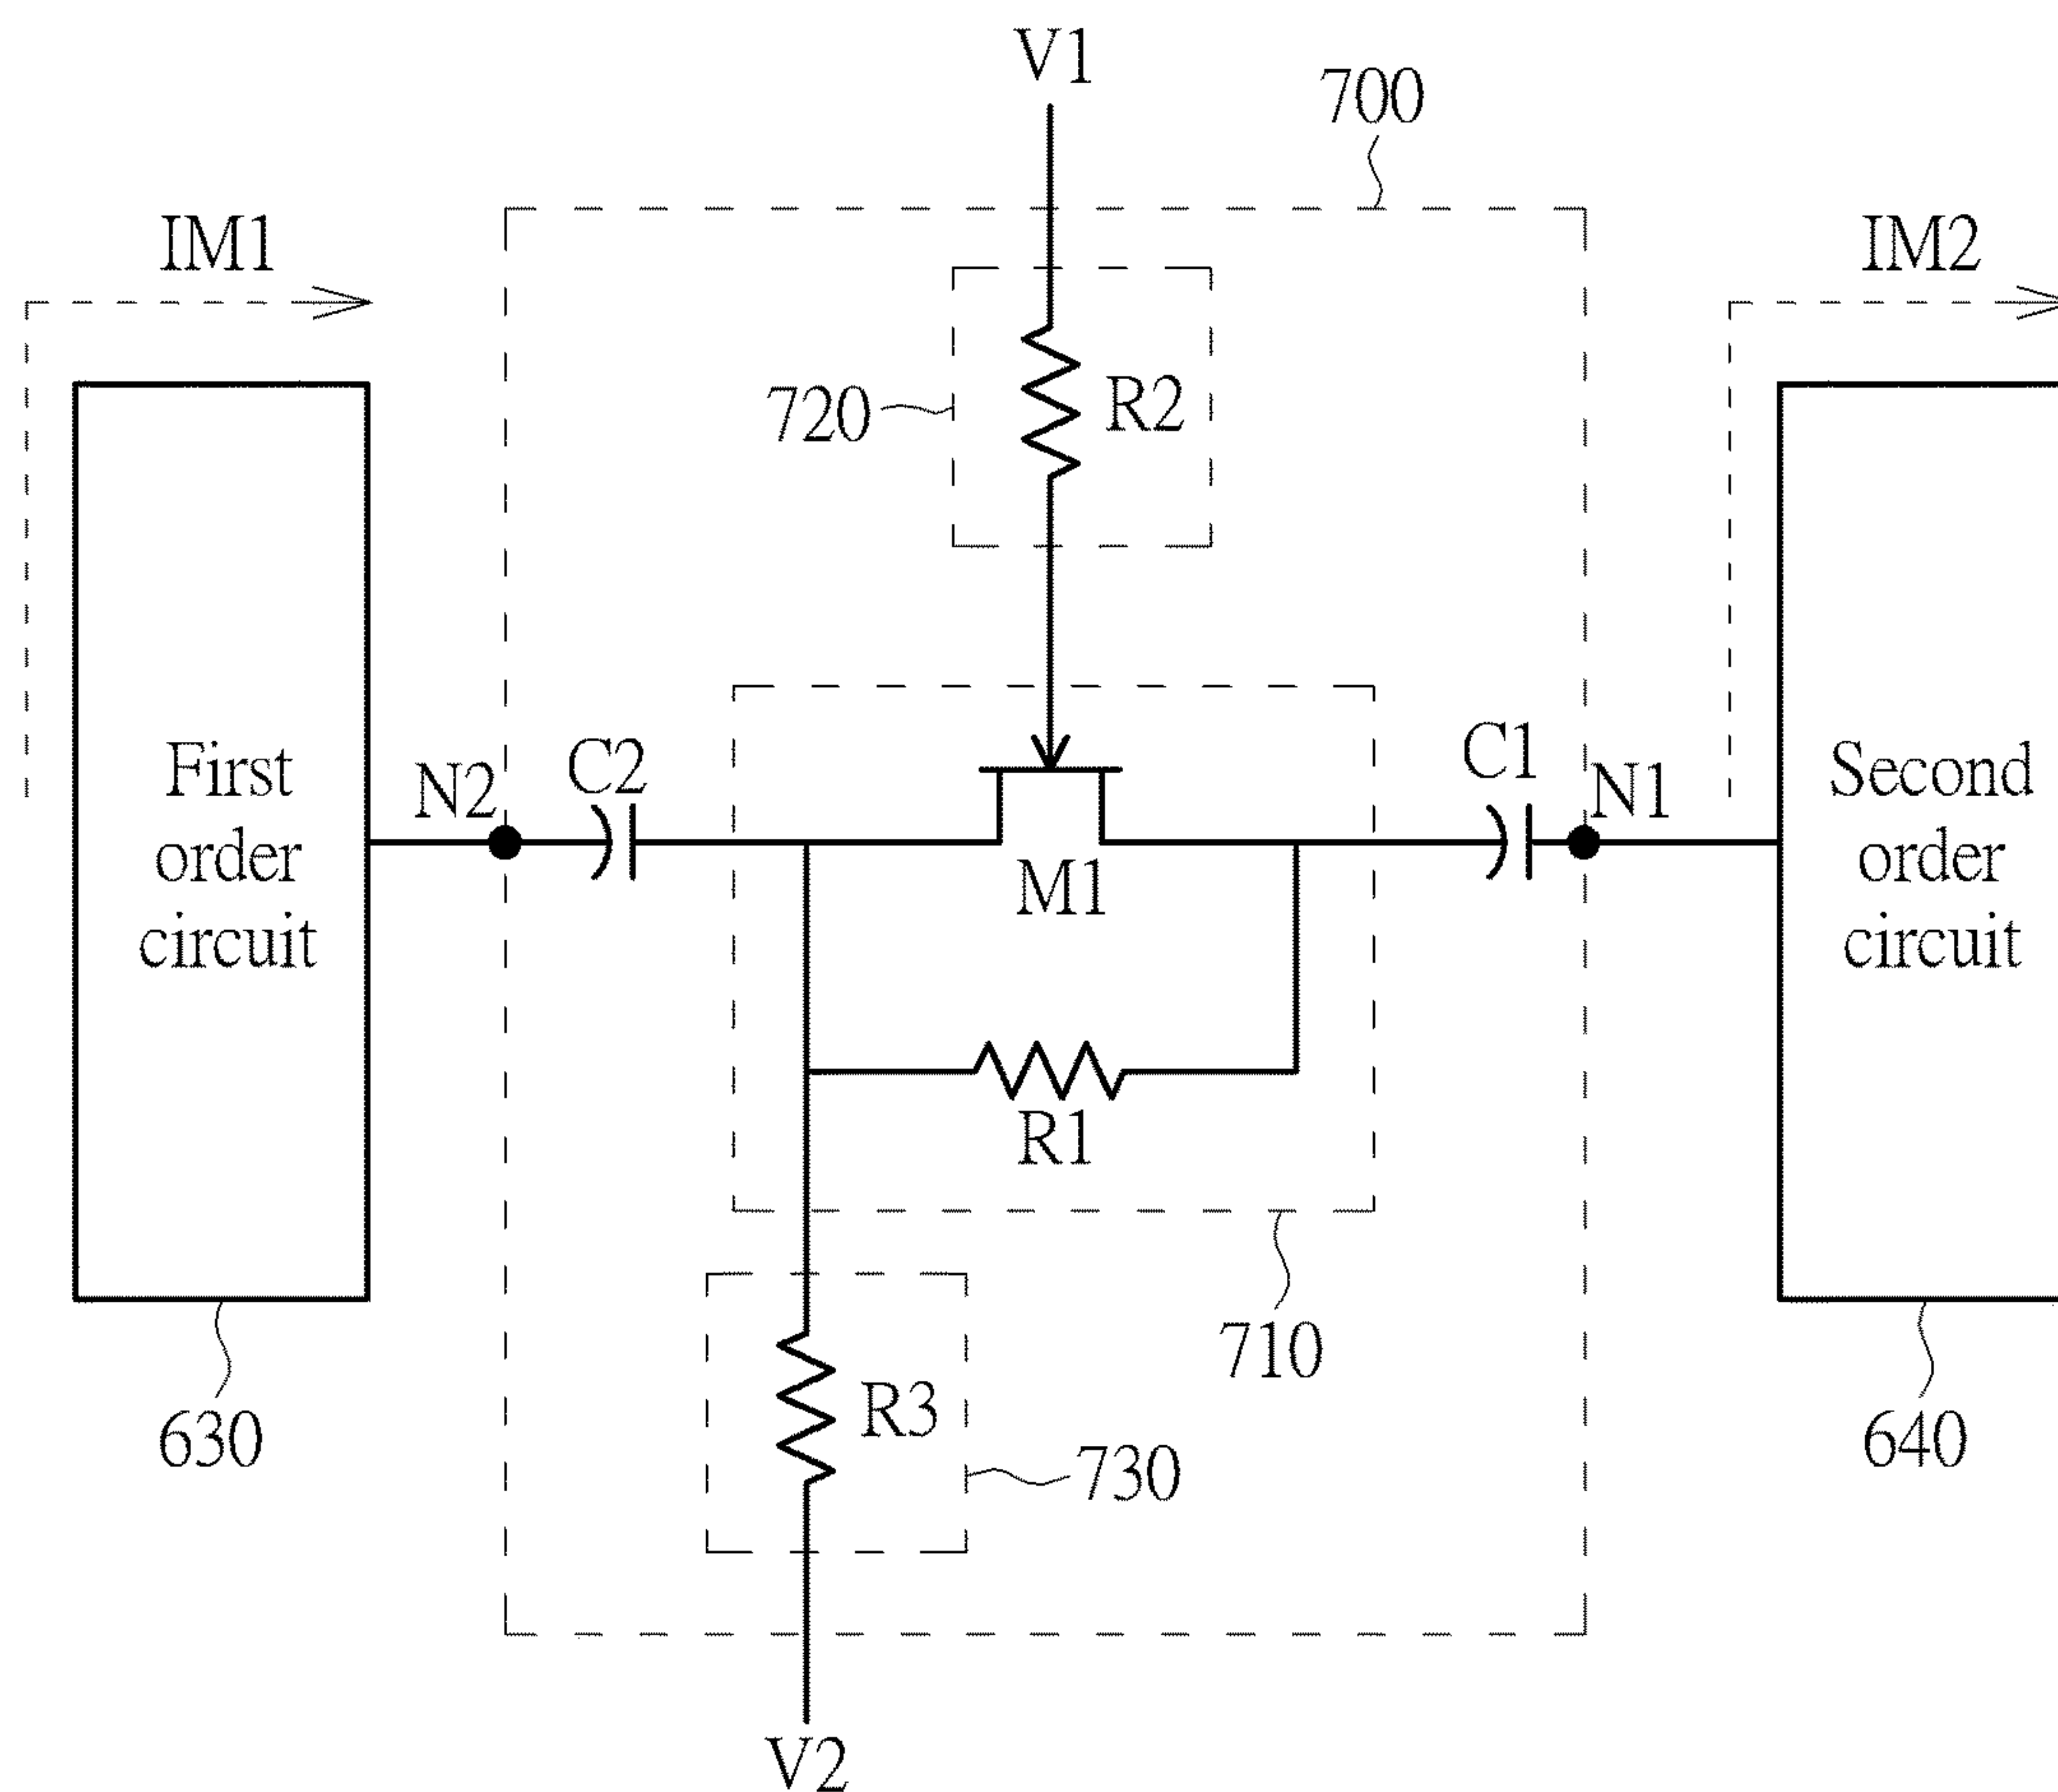 V1
700
IM1
IM2
720
R2
First
order
circuit
N2
C2
M1
C1
N1
Second
order
circuit
R1
710
R3
730
630
640
V2